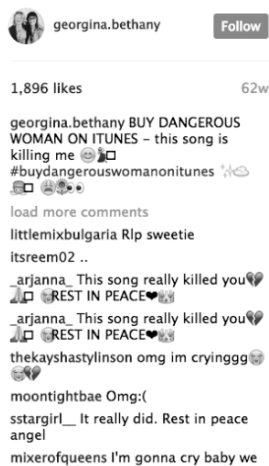 georgina.bethany
Follow
1,896 likes
62w
georgina.bethany BUY DANGEROUS
WOMAN ON ITUNES - this song is
killing me
#buydangerouswomanonitunes
load more comments
littlemixbulgaria Rlp sweetie
itsreem02 ..
_arjanna_ This song really killed you💔
REST IN PEACE❤
_arjanna_ This song really killed you💔
REST IN PEACE❤
thekayshastylinson omg im cryinggg
💔
moontightbae Omg:(
sstargirl__ It really did. Rest in peace
angel
mixerofqueens I'm gonna cry baby we